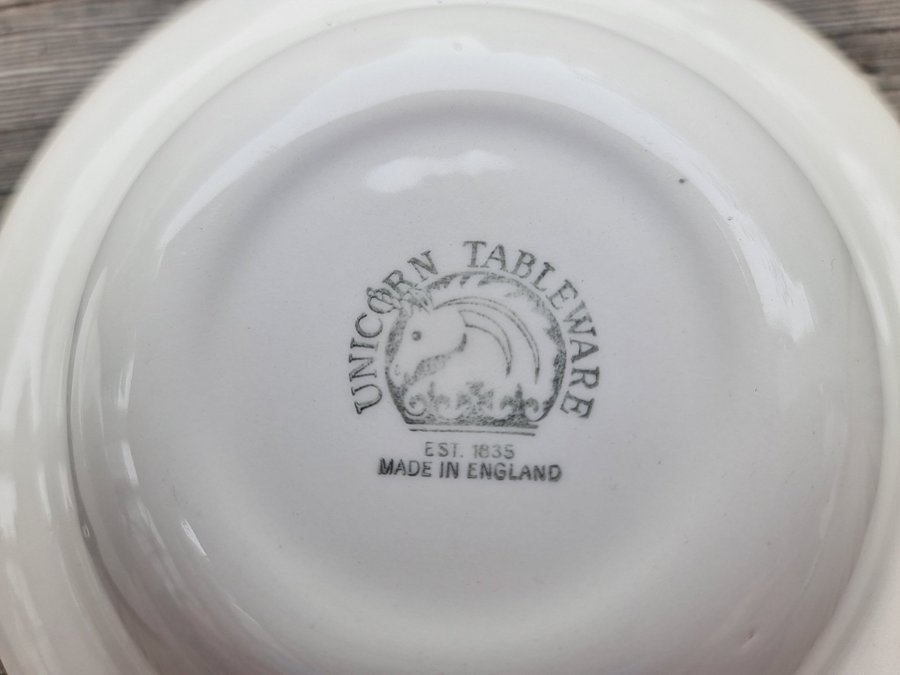 UNICORN TABLEWARE
EST. 1835
MADE IN ENGLAND